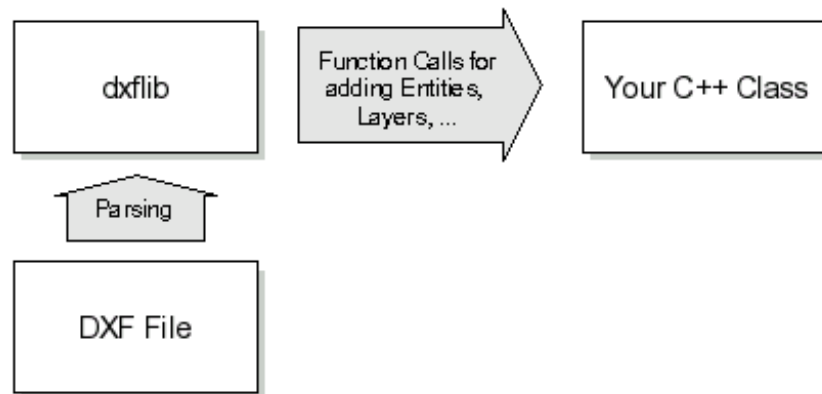 dxflib
Function Calls for
adding Entities,
Layers, ...
Your C++ Class
Parsing
DXF File